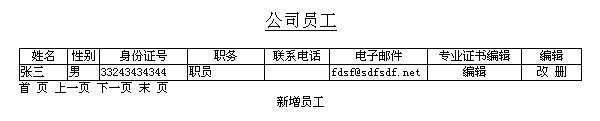 公司员工
姓名 性别 身份证号 职务 联系电话 电子邮件 专业证书编辑 编辑
张三 男 33243434344 职员 fdsf@sdfsdf.net 编辑 改 册
首 页 上一页 下一页 末 页
新增员工